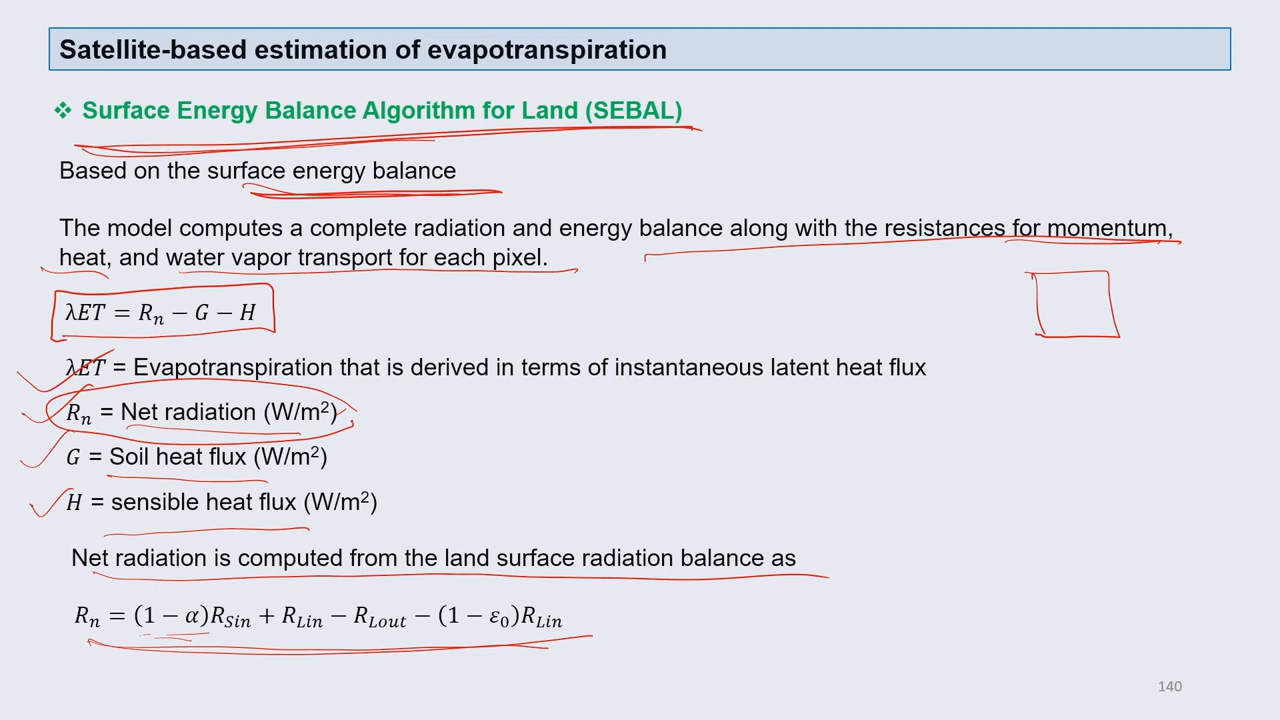 Satellite-based estimation of evapotranspiration
❖ Surface Energy Balance Algorithm for Land (SEBAL)
Based on the surface energy balance
The model computes a complete radiation and energy balance along with the resistances for momentum,
heat, and water vapor transport for each pixel.
λET = Rₙ − G − H
λET = Evapotranspiration that is derived in terms of instantaneous latent heat flux
Rₙ = Net radiation (W/m²)
G = Soil heat flux (W/m²)
H = sensible heat flux (W/m²)
Net radiation is computed from the land surface radiation balance as
Rₙ = (1 − α)R_Sin + R_Lin − R_Lout − (1 − ε₀)R_Lin
140